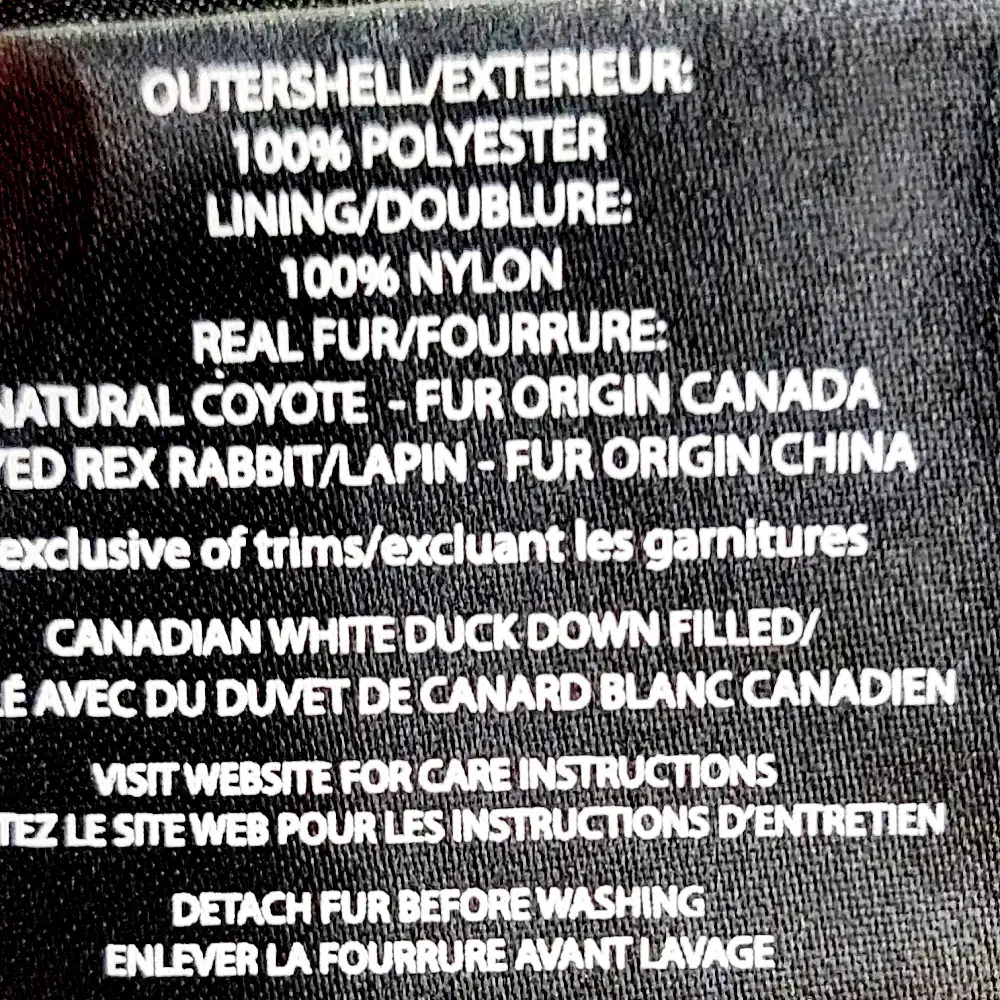 OUTERSHELL/EXTERIEUR:
100% POLYESTER
LINING/DOUBLURE:
100% NYLON
REAL FUR/FOURRURE:
NATURAL COYOTE - FUR ORIGIN CANADA
REX RABBIT/LAPIN - FUR ORIGIN CHINA
exclusive of trims/excluant les garnitures
CANADIAN WHITE DUCK DOWN FILLED/
AVEC DU DUVET DE CANARD BLANC CANADIEN
VISIT WEBSITE FOR CARE INSTRUCTIONS
LE SITE WEB POUR LES INSTRUCTIONS D'ENTRETIEN
DETACH FUR BEFORE WASHING
ENLEVER LA FOURRURE AVANT LAVAGE